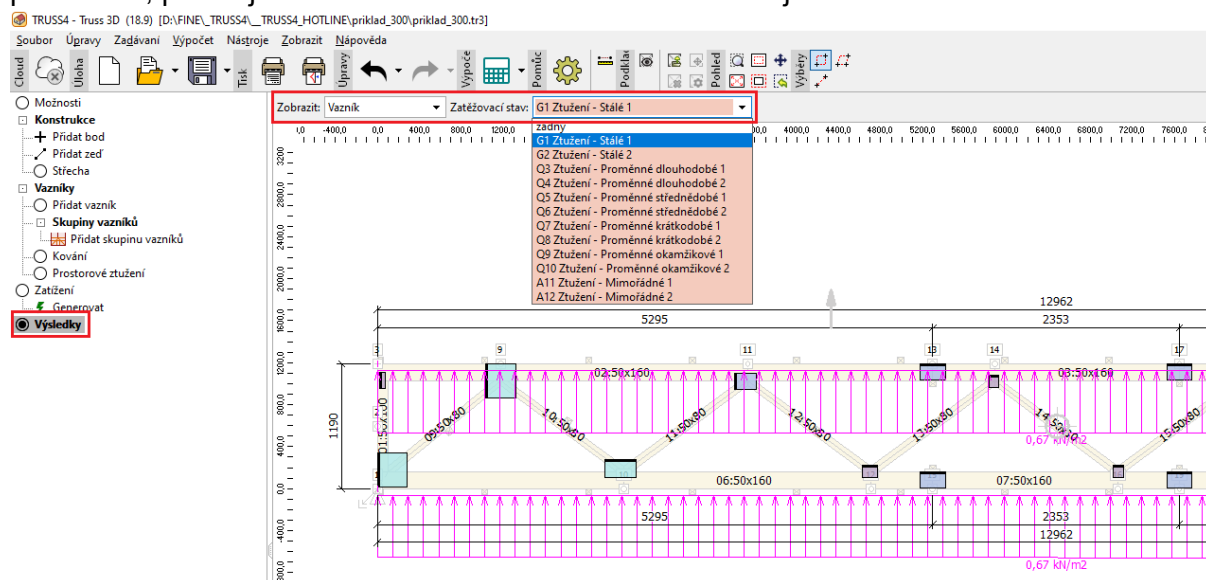 TRUSS4 - Truss 3D (18.9) [D:\FINE\_TRUSS4\__TRUSS4_HOTLINE\priklad_300\priklad_300.tr3]
Soubor Úpravy Zadávaní Výpočet Nástroje Zobrazit Nápověda
Cloud Úloha Tisk Úpravy Výpoče Pomůc Podklad Pohled Výběry
Možnosti
Konstrukce
Přidat bod
Přidat zeď
Střecha
Vazníky
Přidat vazník
Skupiny vazníků
Přidat skupinu vazníků
Kování
Prostorové ztužení
Zatížení
Generovat
Výsledky
Zobrazit: Vazník Zatěžovací stav: G1 Ztužení - Stálé 1
žádný
G1 Ztužení - Stálé 1
G2 Ztužení - Stálé 2
Q3 Ztužení - Proměnné dlouhodobé 1
Q4 Ztužení - Proměnné dlouhodobé 2
Q5 Ztužení - Proměnné střednědobé 1
Q6 Ztužení - Proměnné střednědobé 2
Q7 Ztužení - Proměnné krátkodobé 1
Q8 Ztužení - Proměnné krátkodobé 2
Q9 Ztužení - Proměnné okamžikové 1
Q10 Ztužení - Proměnné okamžikové 2
A11 Ztužení - Mimořádné 1
A12 Ztužení - Mimořádné 2
-400,0 0,0 400,0 800,0 1200,0 4000,0 4400,0 4800,0 5200,0 5600,0 6000,0 6400,0 6800,0 7200,0 7600,0
3200
2800,0
2400,0
2000,0
1600,0
1200,0
800,0
400,0
0,0
-400,0
12962
5295 2353
3 9 11 13 14 17
02:50x160 03:50x160
1190
01:50x100 09:50x80 10:50x80 11:50x80 12:50x80 13:50x80 15:50x80
0,67 kN/m2
06:50x160 07:50x160
5295 2353
12962
0,67 kN/m2